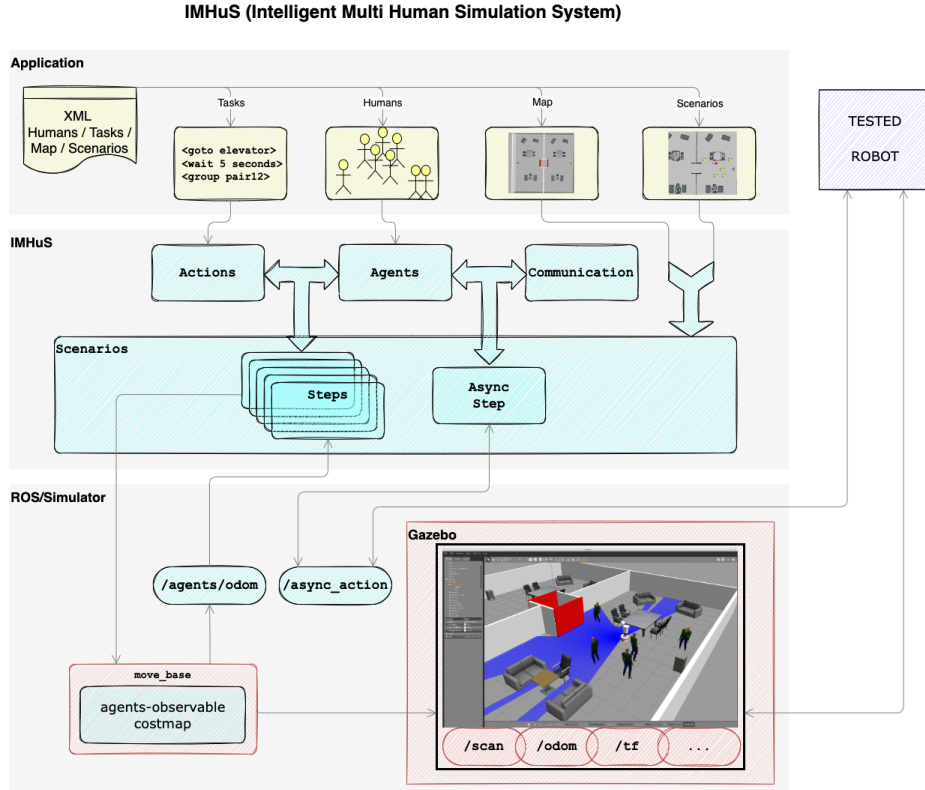 IMHuS (Intelligent Multi Human Simulation System)
Application
XML
Humans / Tasks /
Map / Scenarios
Tasks
Humans
Map
Scenarios
<goto elevator>
<wait 5 seconds>
<group pair12>
TESTED
ROBOT
IMHuS
Actions
Agents
Communication
Scenarios
Steps
Async
Step
ROS/Simulator
Gazebo
/agents/odom
/async_action
move_base
agents-observable
costmap
/scan
/odom
/tf
...